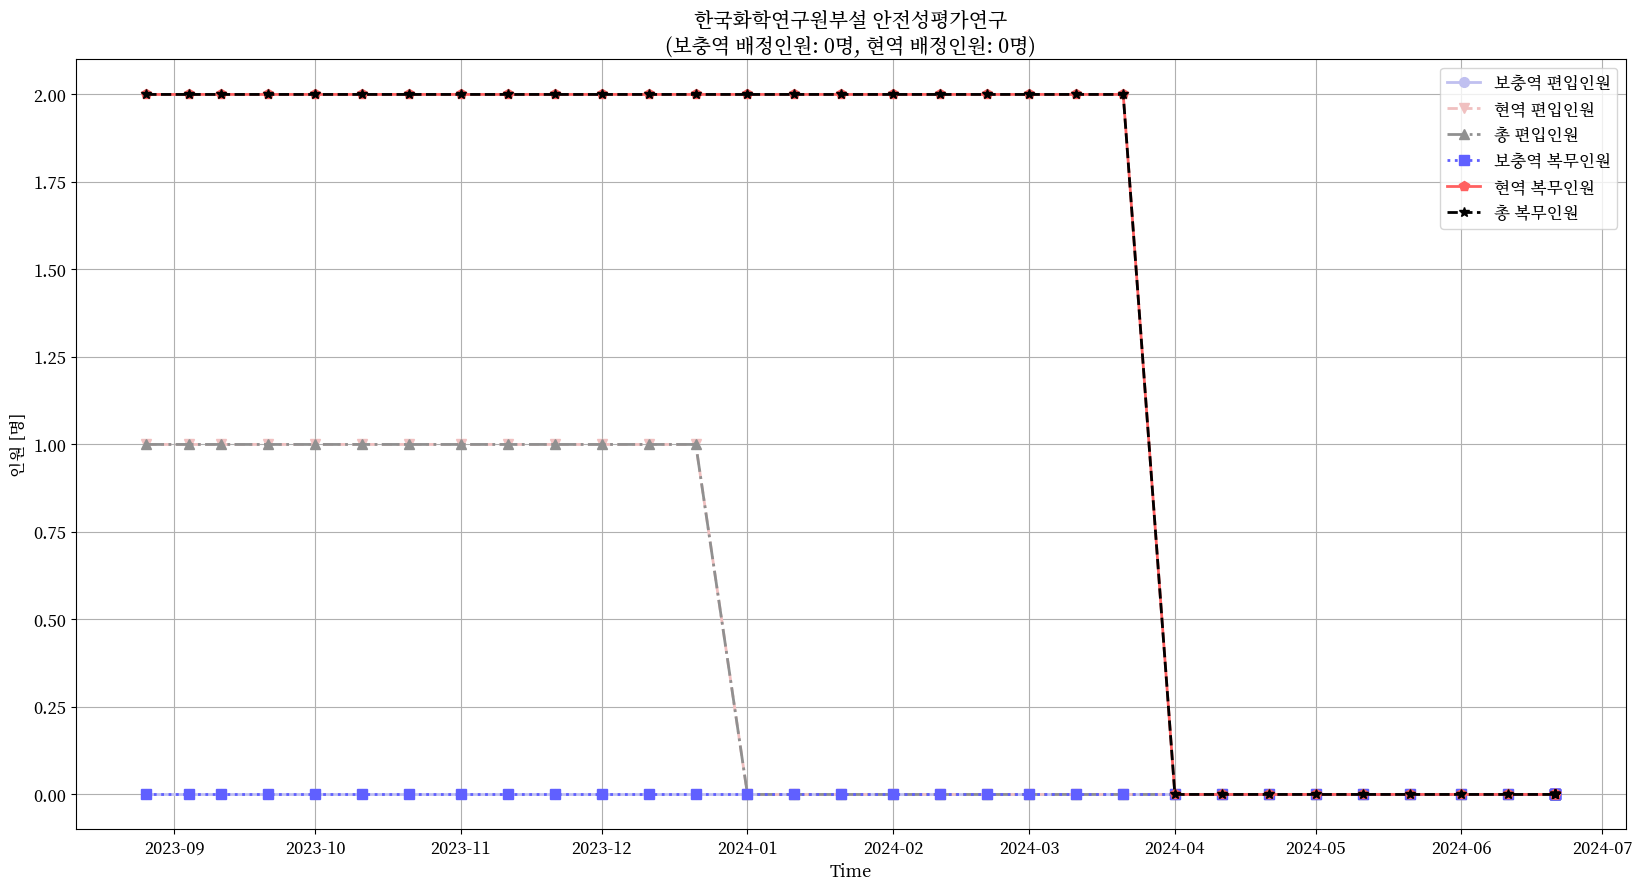 한국화학연구원부설 안전성평가연구
(보충역 배정인원: 0명, 현역 배정인원: 0명)
보충역 편입인원
현역 편입인원
총 편입인원
보충역 복무인원
현역 복무인원
총 복무인원
인원 [명]
2.00
1.75
1.50
1.25
1.00
0.75
0.50
0.25
0.00
2023-09 2023-10 2023-11 2023-12 2024-01 2024-02 2024-03 2024-04 2024-05 2024-06 2024-07
Time